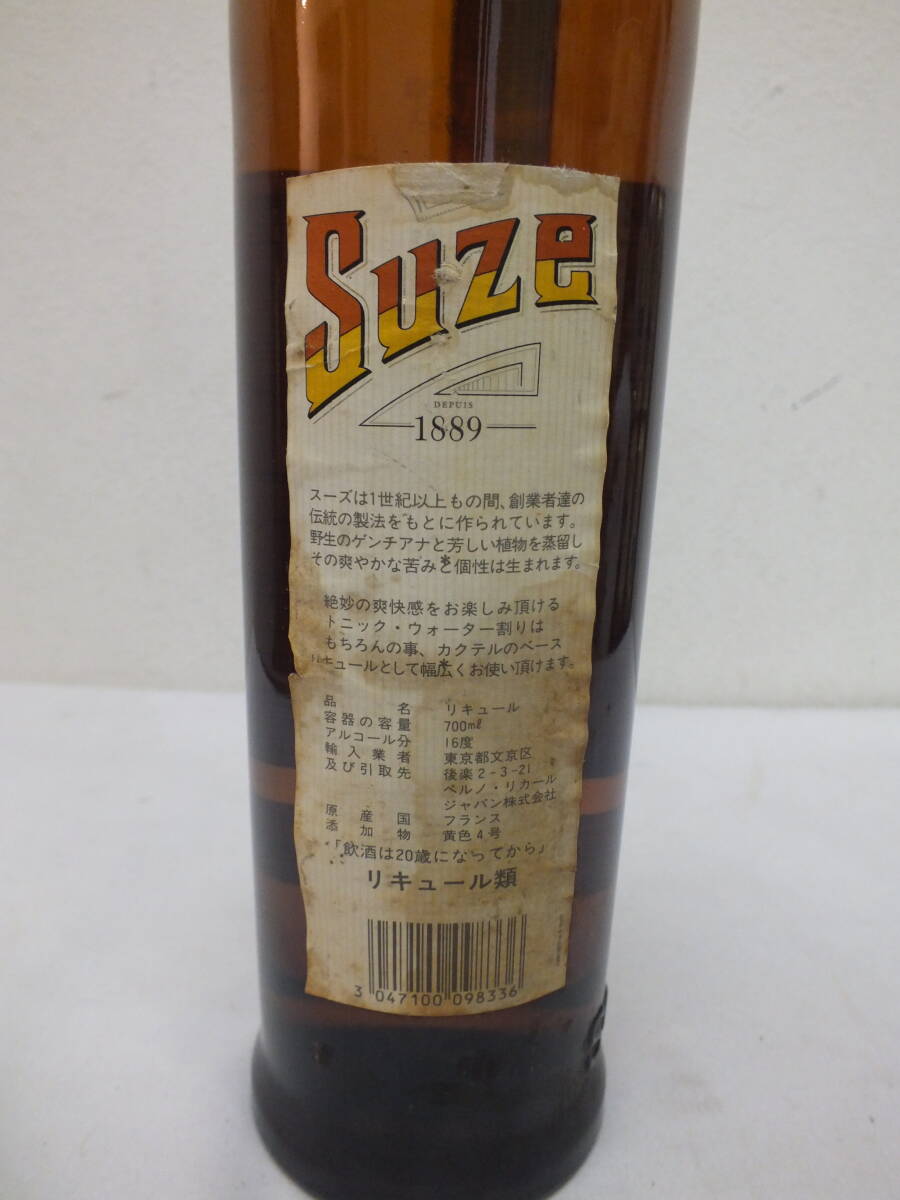 Suze
DEPUIS
1889
スーズは1世紀以上もの間、創業者達の
伝統の製法をもとに作られています。
野生のゲンチアナと芳しい植物を蒸留し
その爽やかな苦みと個性は生まれます。
絶妙の爽快感をお楽しみ頂ける
トニック・ウォーター割りは
もちろんの事、カクテルのベース
リキュールとして幅広くお使い頂けます。
品名 リキュール
容器の容量 700ml
アルコール分 16度
輸入業者 東京都文京区
及び引取先 後楽2-3-21
ペルノ・リカール
ジャパン株式会社
原産国 フランス
添加物 黄色4号
「飲酒は20歳になってから」
リキュール類
3 047100 098336